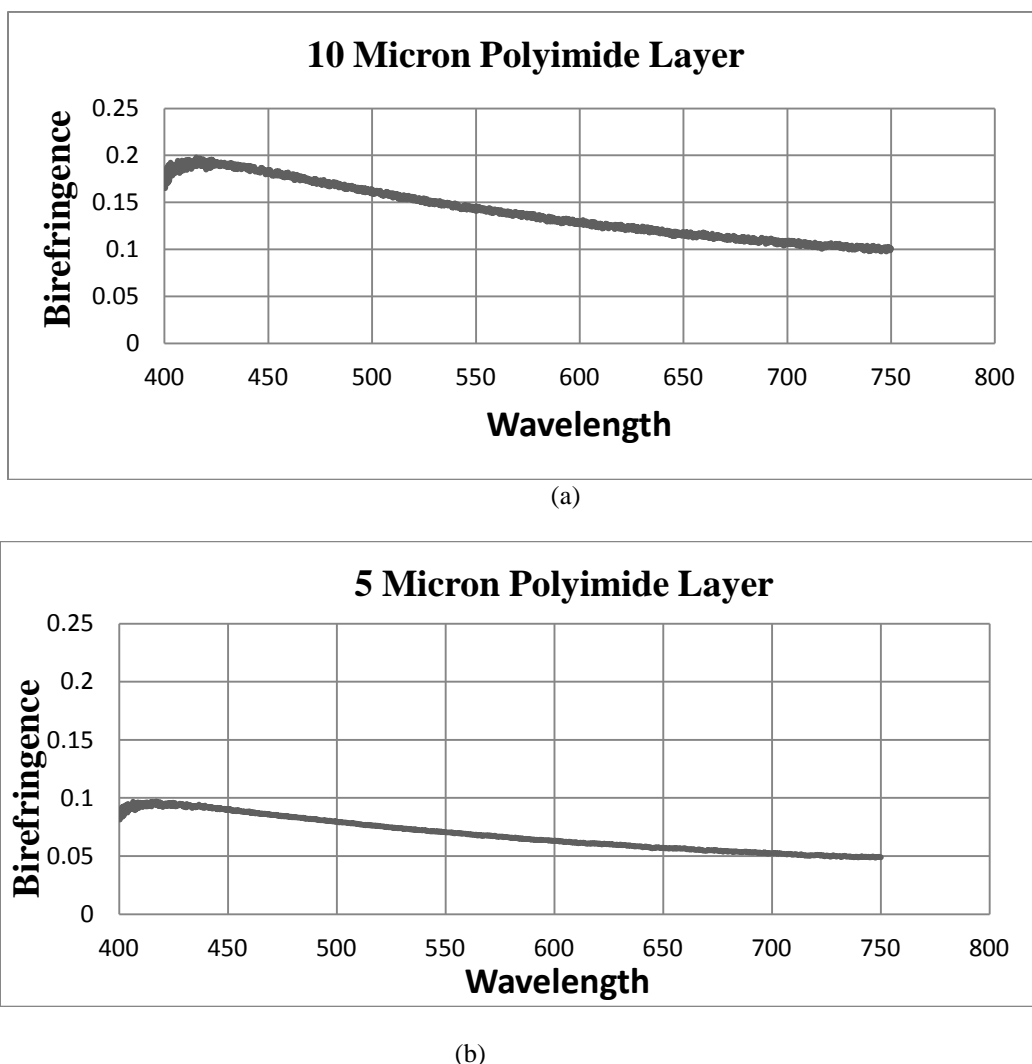 10 Micron Polyimide Layer
Birefringence
0.25
0.2
0.15
0.1
0.05
0
400 450 500 550 600 650 700 750 800
Wavelength
(a)
5 Micron Polyimide Layer
Birefringence
0.25
0.2
0.15
0.1
0.05
0
400 450 500 550 600 650 700 750 800
Wavelength
(b)